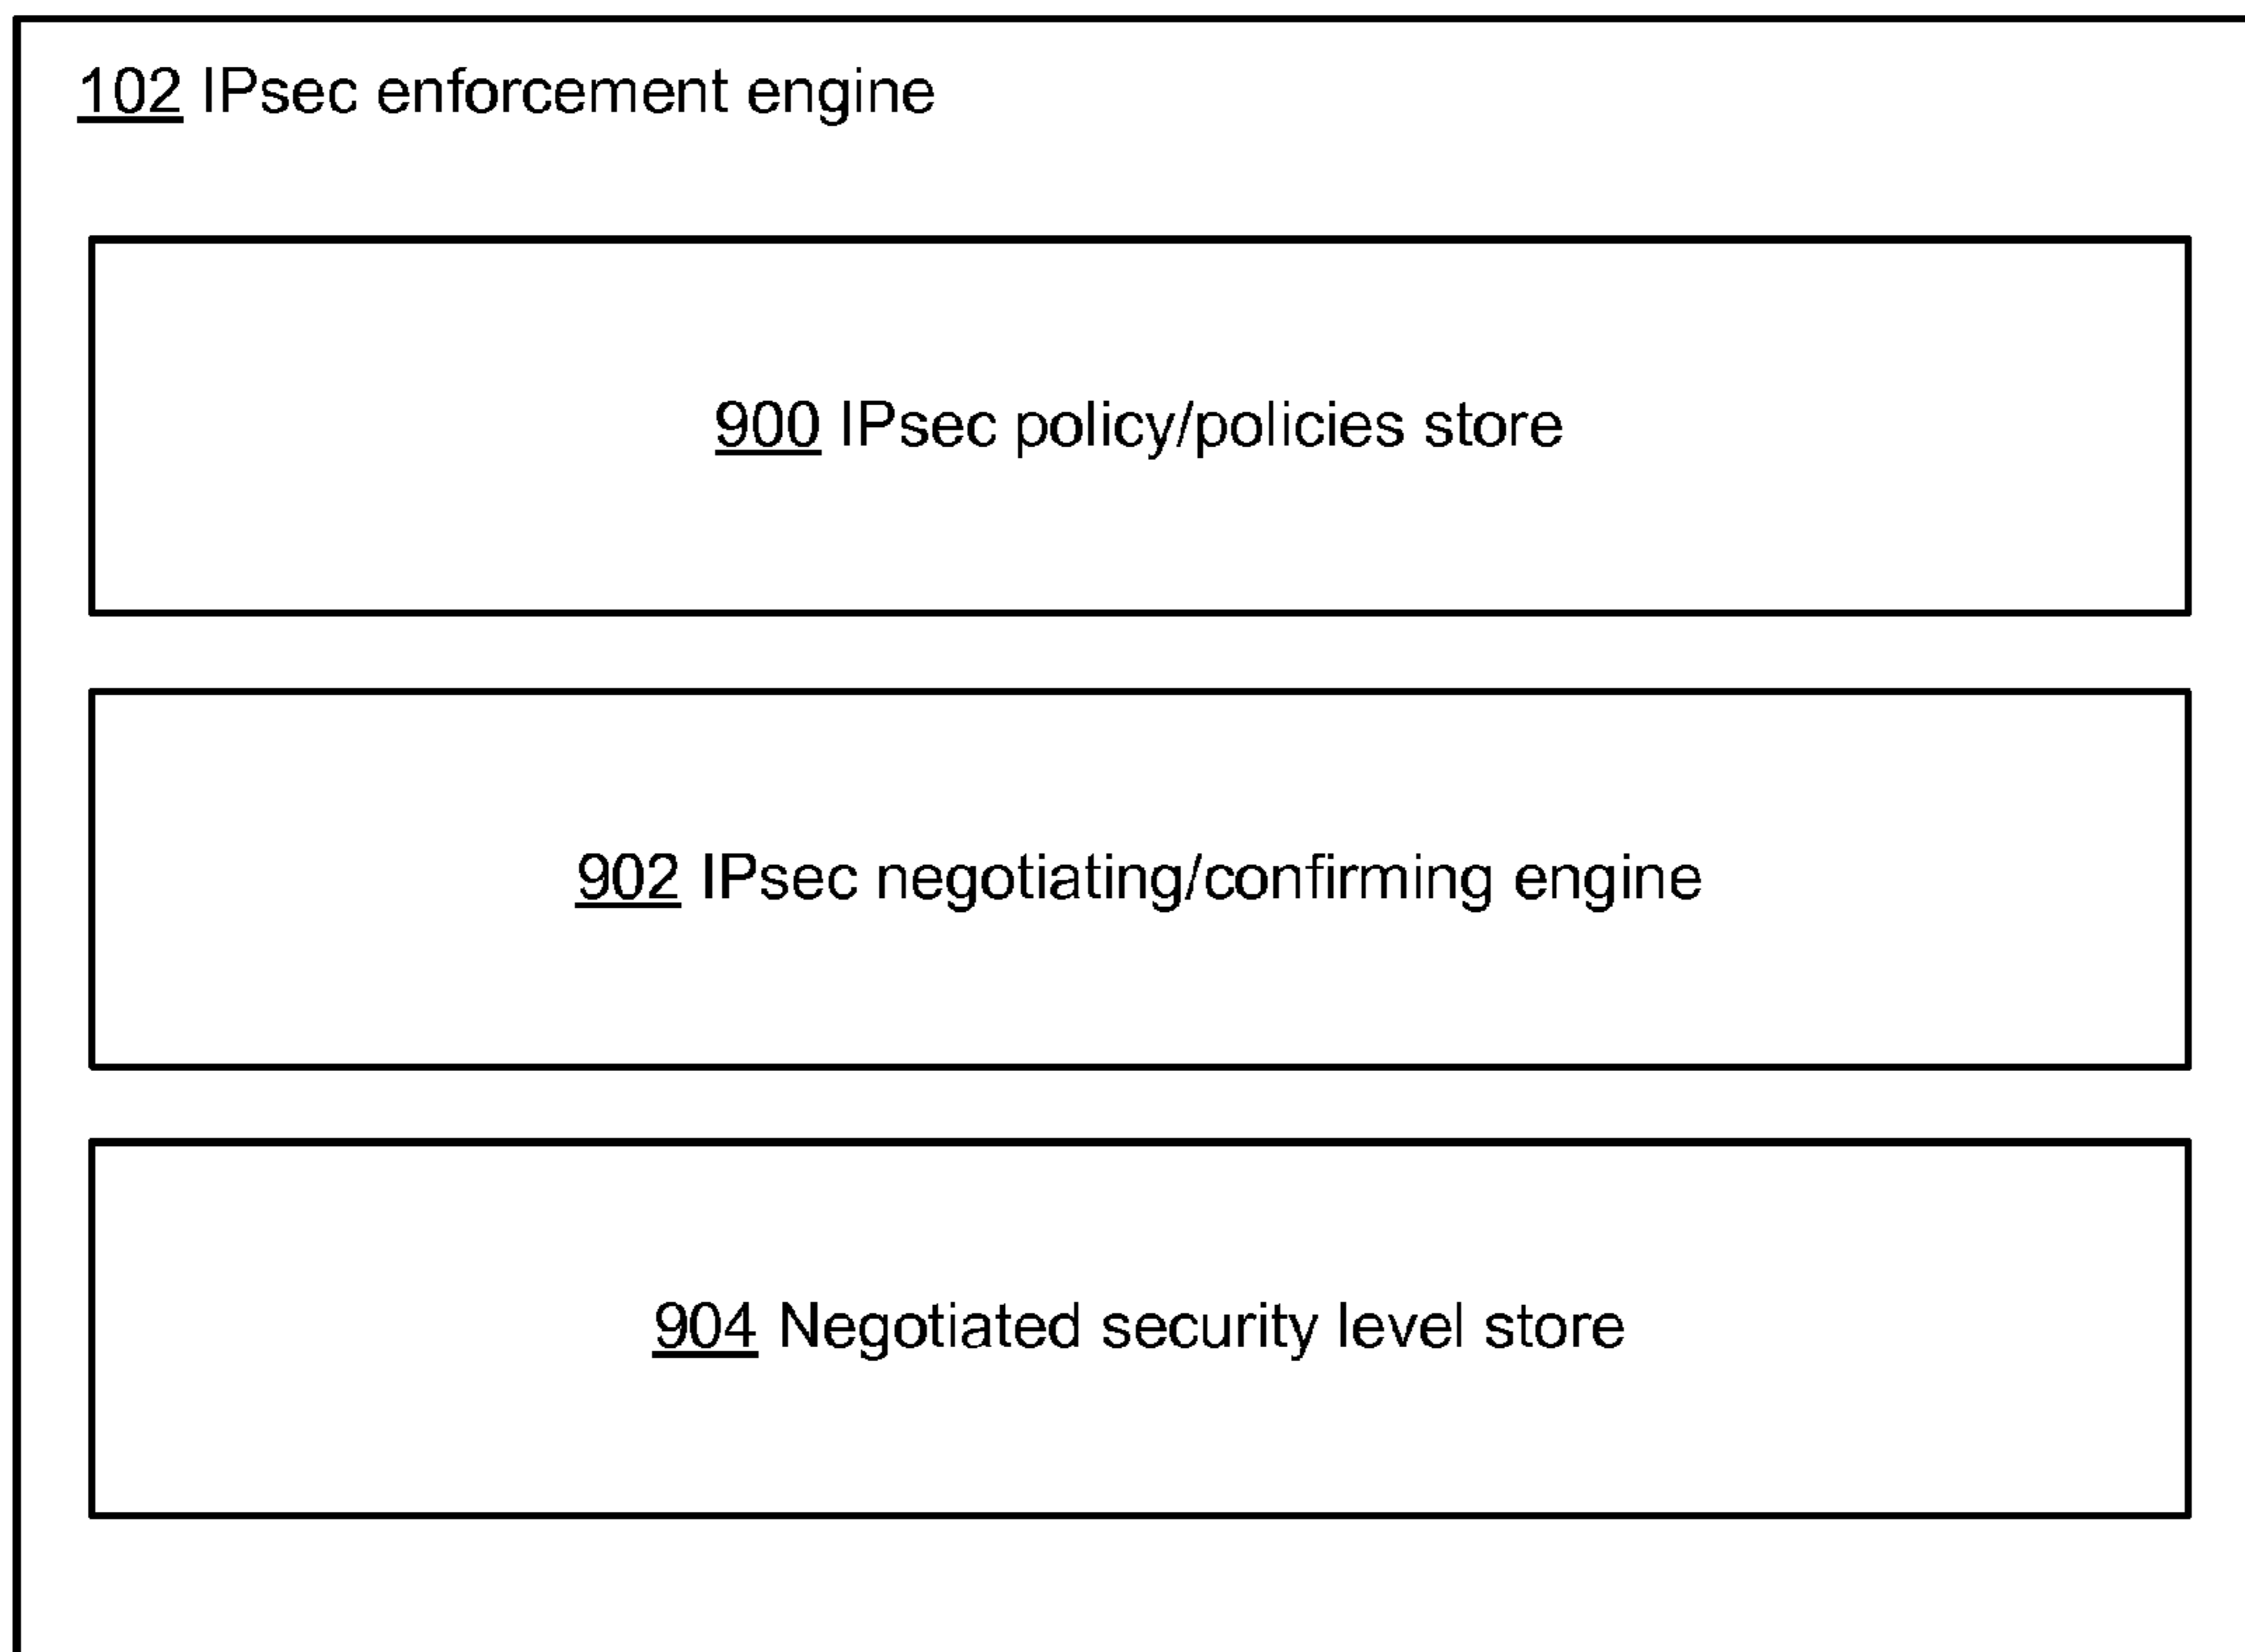 102 IPsec enforcement engine
900 IPsec policy/policies store
902 IPsec negotiating/confirming engine
904 Negotiated security level store